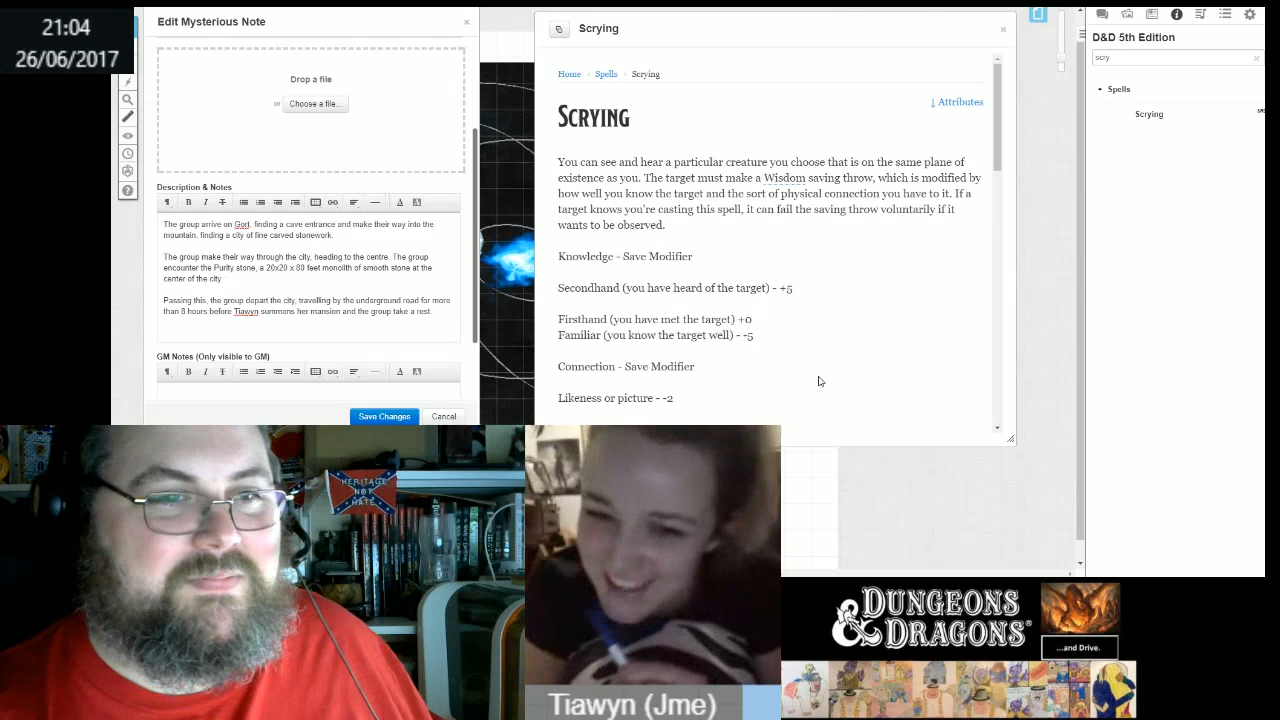 21:04
26/06/2017
Edit Mysterious Note
Drop a file
or Choose a file...
Description & Notes
The group arrive on Gort, finding a cave entrance and make their way into the
mountain, finding a city of fine carved stonework.
The group make their way through the city, heading to the centre. The group
encounter the Purity stone, a 20x20 x 80 feet monolith of smooth stone at the
center of the city
Passing this, the group depart the city, travelling by the underground road for more
than 8 hours before Tiawyn summons her mansion and the group take a rest.
GM Notes (Only visible to GM)
Save Changes
Cancel
Scrying
Home
Spells
Scrying
↓ Attributes
Scrying
You can see and hear a particular creature you choose that is on the same plane of
existence as you. The target must make a Wisdom saving throw, which is modified by
how well you know the target and the sort of physical connection you have to it. If a
target knows you're casting this spell, it can fail the saving throw voluntarily if it
wants to be observed.
Knowledge - Save Modifier
Secondhand (you have heard of the target) - +5
Firsthand (you have met the target) +0
Familiar (you know the target well) - -5
Connection - Save Modifier
Likeness or picture - -2
D&D 5th Edition
scry
Spells
Scrying
HERITAGE
NOT
HATE
Tiawyn (Jme)
DUNGEONS
& DRAGONS®
...and Drive.